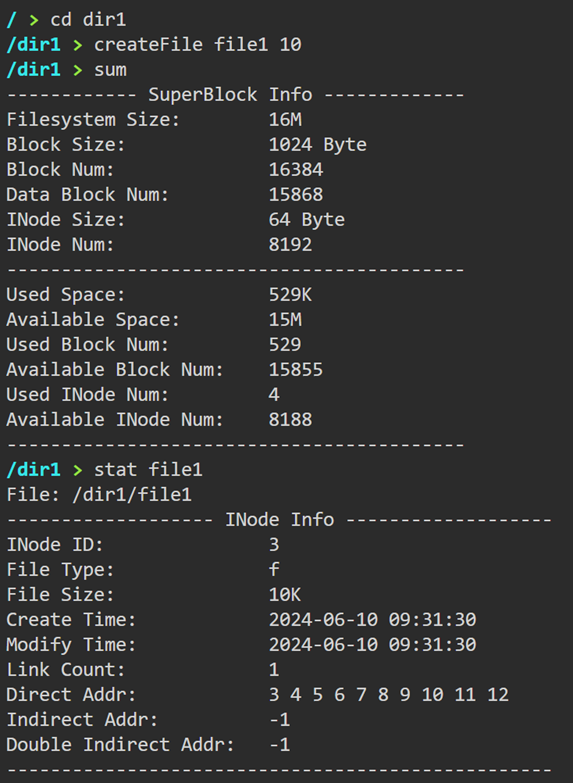 / > cd dir1
/dir1 > createFile file1 10
/dir1 > sum
------------ SuperBlock Info -------------
Filesystem Size:        16M
Block Size:             1024 Byte
Block Num:              16384
Data Block Num:         15868
INode Size:             64 Byte
INode Num:              8192
------------------------------------------
Used Space:             529K
Available Space:        15M
Used Block Num:         529
Available Block Num:    15855
Used INode Num:         4
Available INode Num:    8188
------------------------------------------
/dir1 > stat file1
File: /dir1/file1
------------------- INode Info -------------------
INode ID:               3
File Type:              f
File Size:              10K
Create Time:            2024-06-10 09:31:30
Modify Time:            2024-06-10 09:31:30
Link Count:             1
Direct Addr:            3 4 5 6 7 8 9 10 11 12
Indirect Addr:          -1
Double Indirect Addr:   -1
--------------------------------------------------